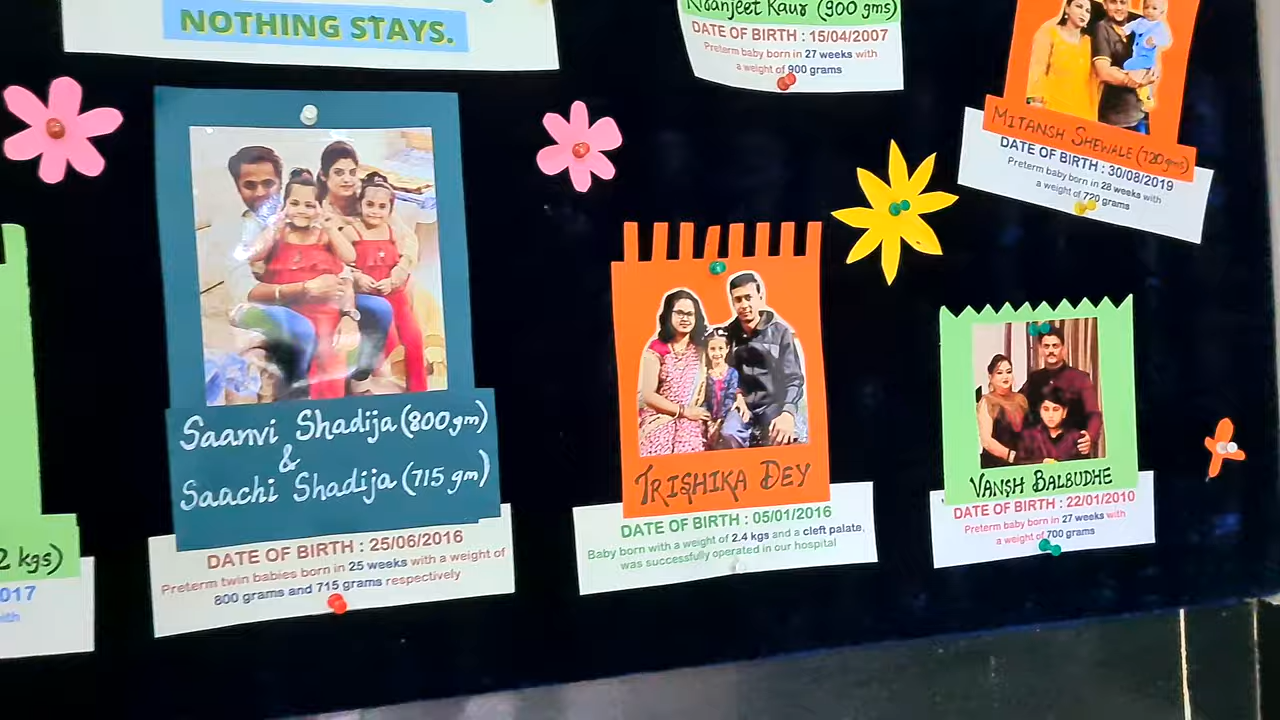 NOTHING STAYS.
Kiranjeet Kaur (900 gms)
DATE OF BIRTH : 15/04/2007
Preterm baby born in 27 weeks with
a weight of 900 grams
MITANSH SHEWALE (720gms)
DATE OF BIRTH : 30/08/2019
Preterm baby born in 28 weeks with
a weight of 720 grams
Saanvi Shadija (800gm)
&
Saachi Shadija (715 gm)
DATE OF BIRTH : 25/06/2016
Preterm twin babies born in 25 weeks with a weight of
800 grams and 715 grams respectively
TRISHIKA DEY
DATE OF BIRTH : 05/01/2016
Baby born with a weight of 2.4 kgs and a cleft palate,
was successfully operated in our hospital
VANSH BALBUDHE
DATE OF BIRTH : 22/01/2010
Preterm baby born in 27 weeks with
a weight of 700 grams
2 kgs)
017
with